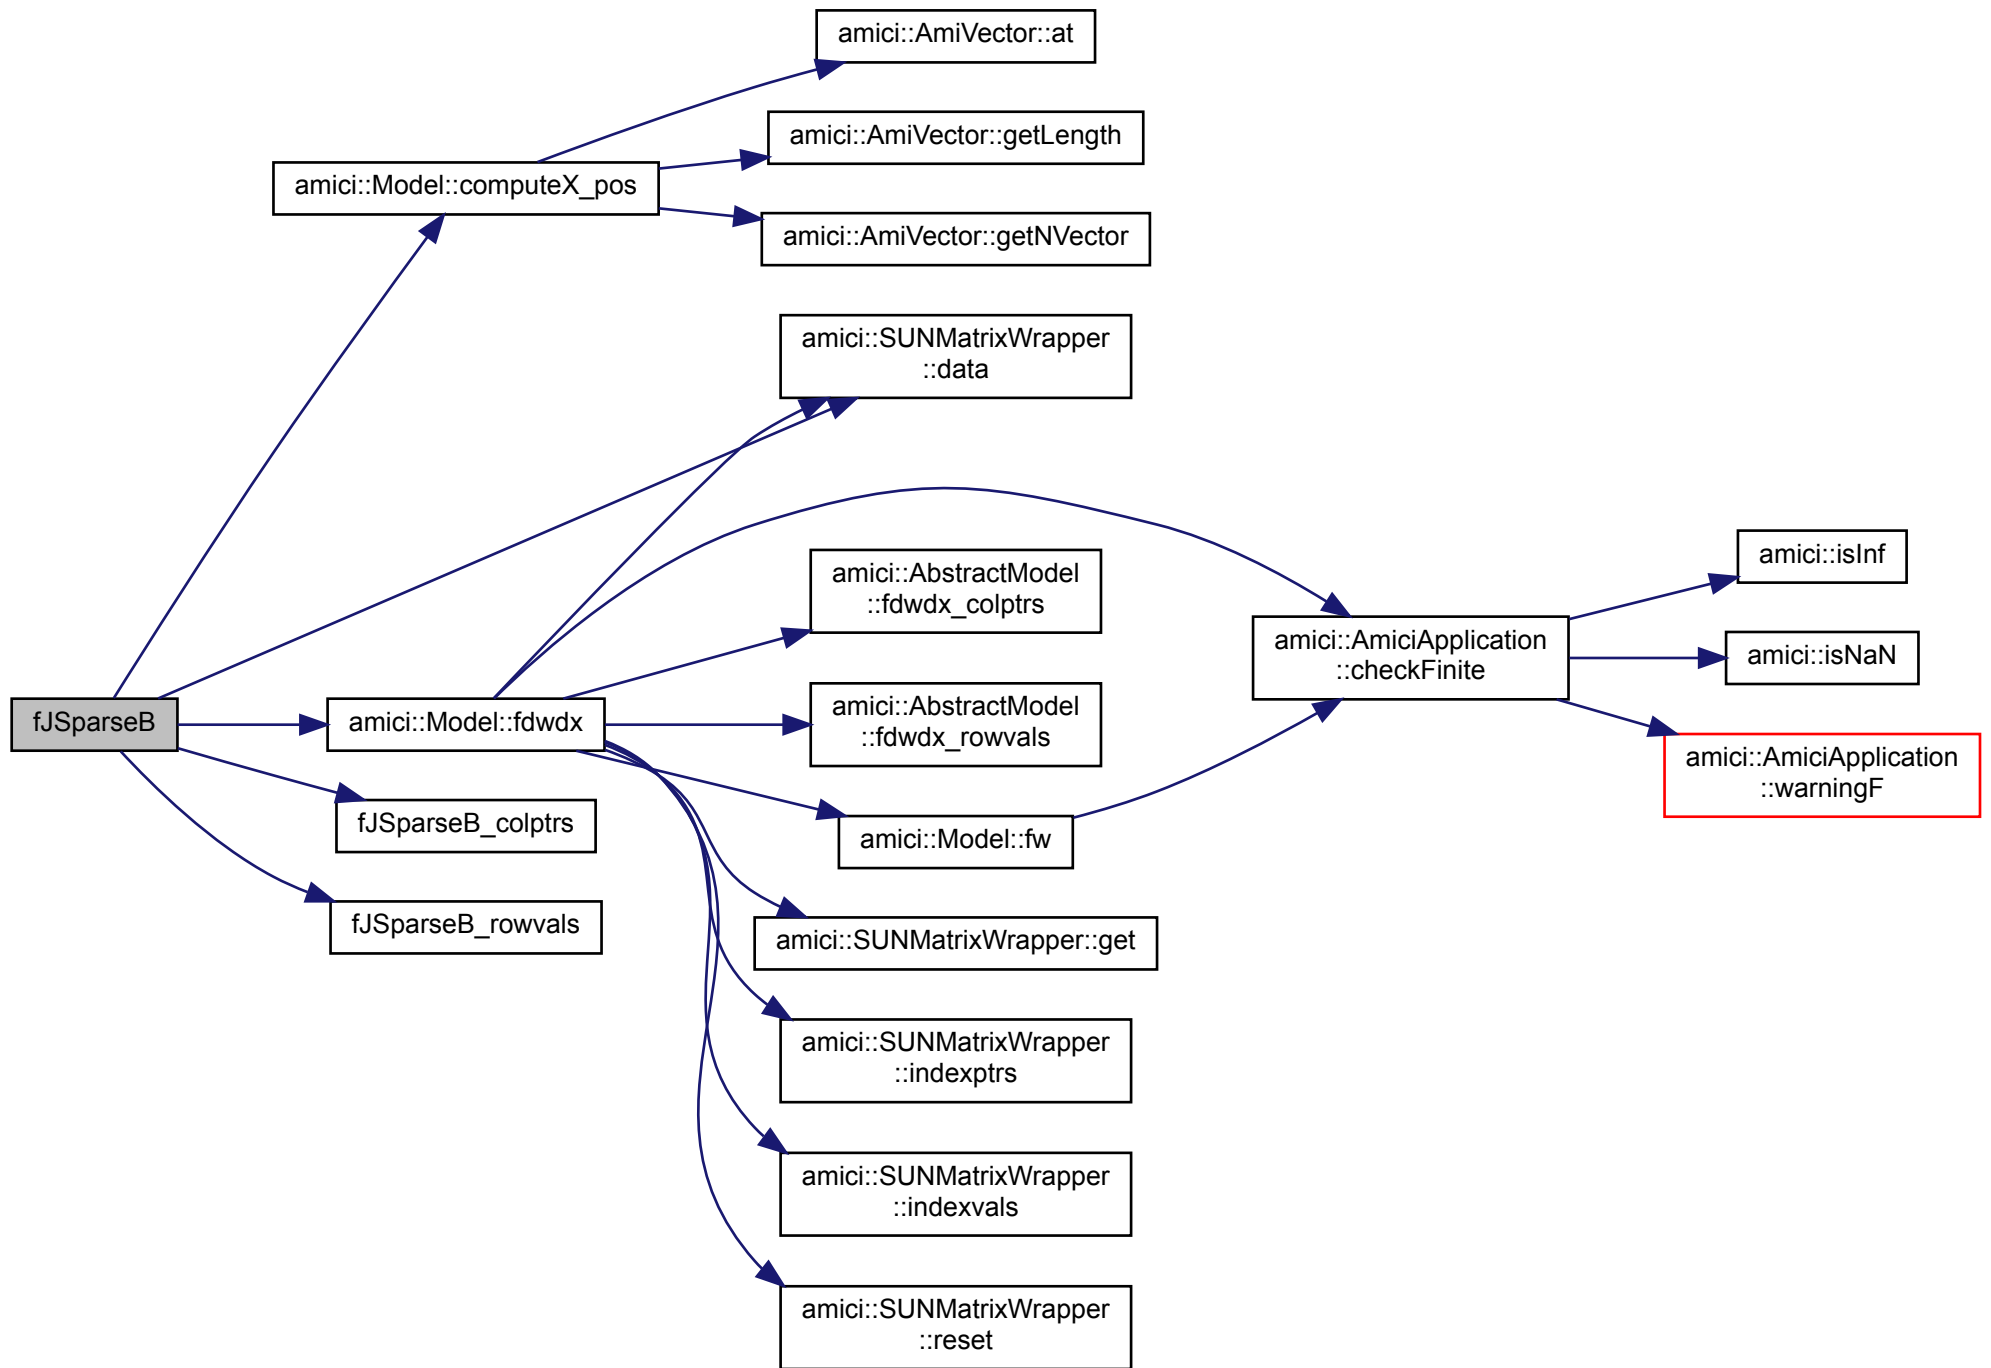 amici::AmiVector::at
amici::AmiVector::getLength
amici::Model::computeX_pos
amici::AmiVector::getNVector
amici::SUNMatrixWrapper
::data
amici::AbstractModel
::fdwdx_colptrs
amici::isInf
amici::AmiciApplication
::checkFinite
amici::isNaN
fJSparseB
amici::Model::fdwdx
amici::AbstractModel
::fdwdx_rowvals
amici::AmiciApplication
::warningF
fJSparseB_colptrs
amici::Model::fw
fJSparseB_rowvals
amici::SUNMatrixWrapper::get
amici::SUNMatrixWrapper
::indexptrs
amici::SUNMatrixWrapper
::indexvals
amici::SUNMatrixWrapper
::reset